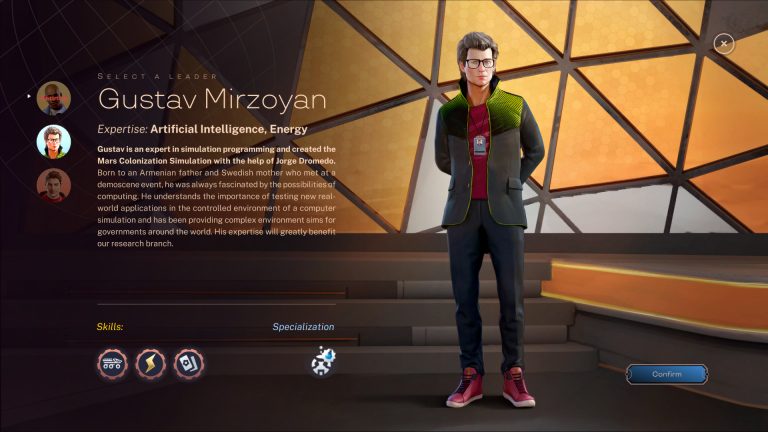 SELECT A LEADER
Gustav Mirzoyan
Expertise: Artificial Intelligence, Energy
Gustav is an expert in simulation programming and created the
Mars Colonization Simulation with the help of Jorge Dromedo.
Born to an Armenian father and Swedish mother who met at a
demoscene event, he was always fascinated by the possibilities of
computing. He understands the importance of testing new real-
world applications in the controlled environment of a computer
simulation and has been providing complex environment sims for
governments around the world. His expertise will greatly benefit
our research branch.
Skills:
Specialization
Confirm